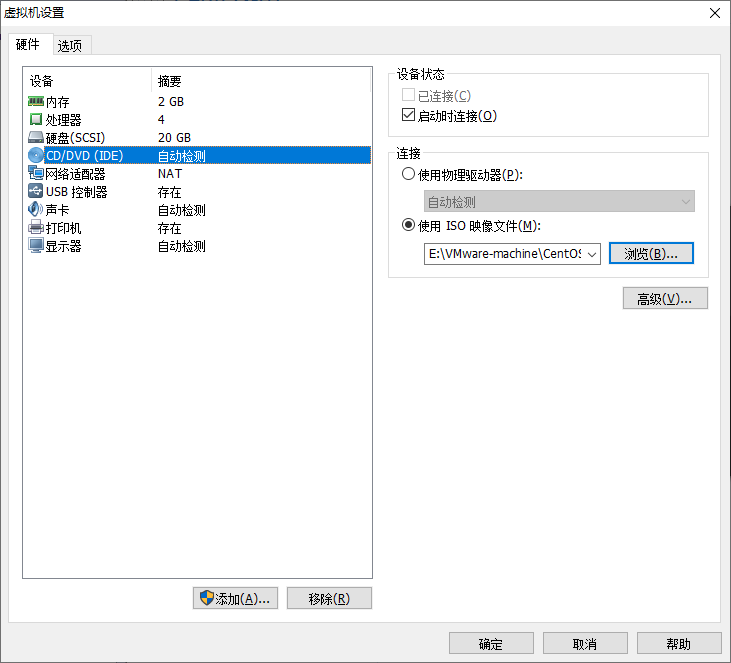 虚拟机设置
硬件 选项
设备 摘要
内存 2 GB
处理器 4
硬盘(SCSI) 20 GB
CD/DVD (IDE) 自动检测
网络适配器 NAT
USB 控制器 存在
声卡 自动检测
打印机 存在
显示器 自动检测
添加(A)... 移除(R)
设备状态
已连接(C)
启动时连接(O)
连接
使用物理驱动器(P):
自动检测
使用 ISO 映像文件(M):
E:\VMware-machine\CentOS 浏览(B)...
高级(V)...
确定 取消 帮助